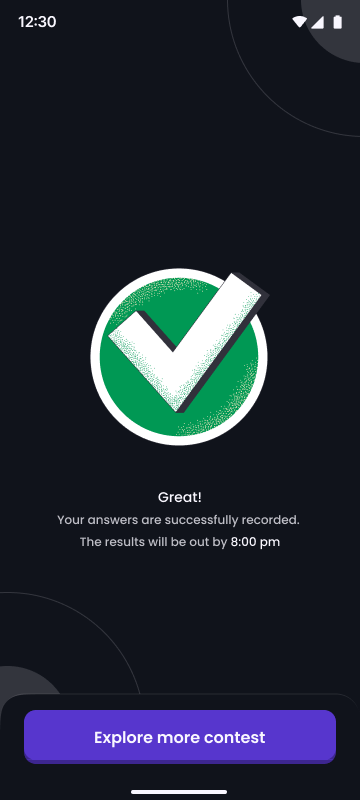 12:30
Great!
Your answers are successfully recorded.
The results will be out by 8:00 pm
Explore more contest